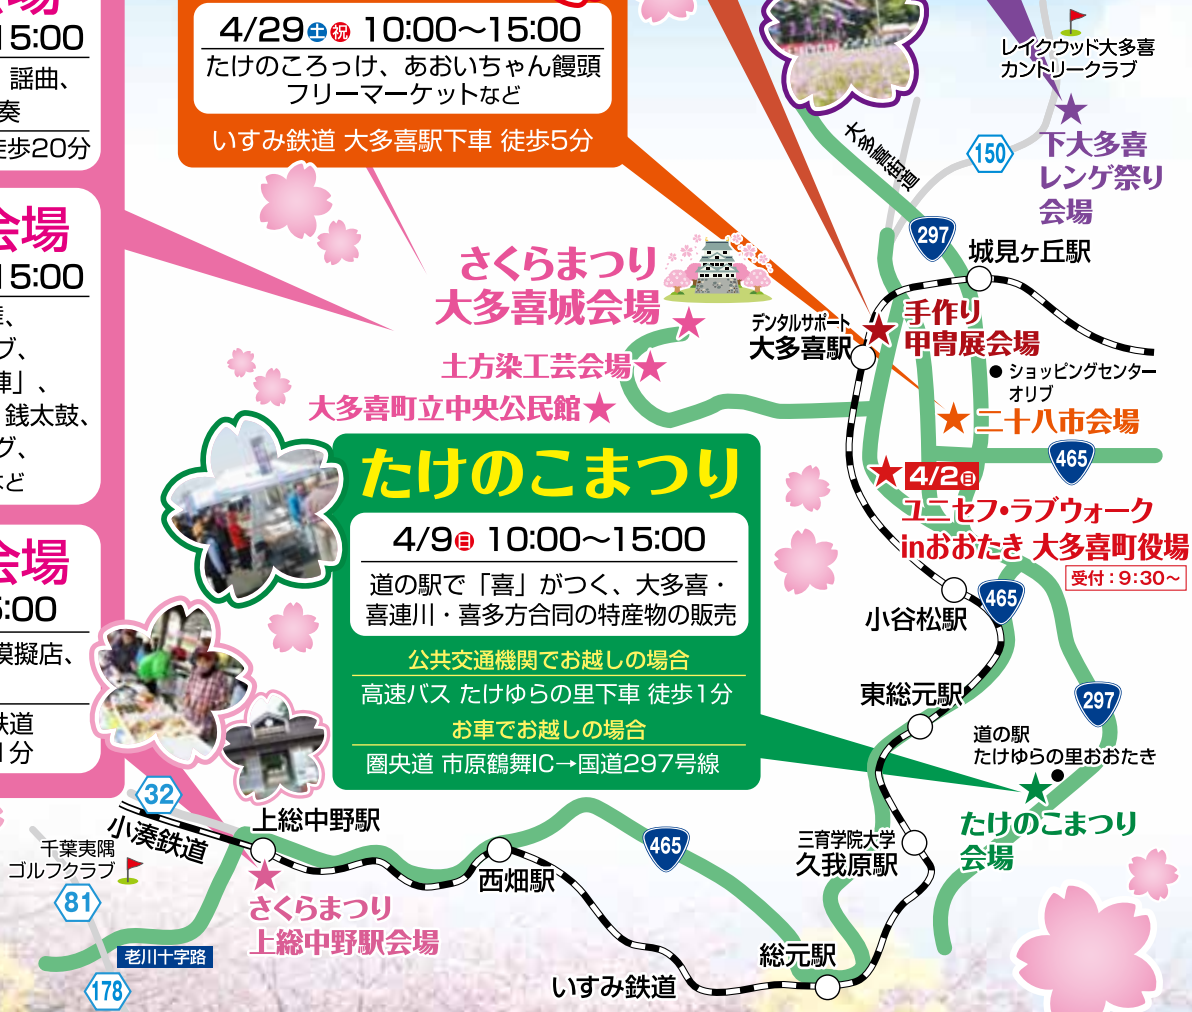 会場
15:00
謡曲、
奏
徒歩20分
会場
15:00
ブ、
陣」、
銭太鼓、
グ、
など
会場
5:00
模擬店、
鉄道
1分
4/29土祝 10:00〜15:00
たけのころっけ、あおいちゃん饅頭
フリーマーケットなど
いすみ鉄道 大多喜駅下車 徒歩5分
レイクウッド大多喜
カントリークラブ
大多喜街道
150
下大多喜
レンゲ祭り
会場
297
城見ヶ丘駅
さくらまつり
大多喜城会場
デンタルサポート
大多喜駅
手作り
甲冑展会場
土方染工芸会場
ショッピングセンター
オリブ
大多喜町立中央公民館
二十八市会場
465
4/2日
ユニセフ・ラブウォーク
inおおたき 大多喜町役場
受付：9:30〜
たけのこまつり
4/9日 10:00〜15:00
道の駅で「喜」がつく、大多喜・
喜連川・喜多方合同の特産物の販売
公共交通機関でお越しの場合
高速バス たけゆらの里下車 徒歩1分
お車でお越しの場合
圏央道 市原鶴舞IC→国道297号線
小谷松駅
465
東総元駅
297
道の駅
たけゆらの里おおたき
たけのこまつり
会場
三育学院大学
久我原駅
32
小湊鉄道
上総中野駅
465
千葉夷隅
ゴルフクラブ
西畑駅
81
さくらまつり
上総中野駅会場
老川十字路
総元駅
いすみ鉄道
178